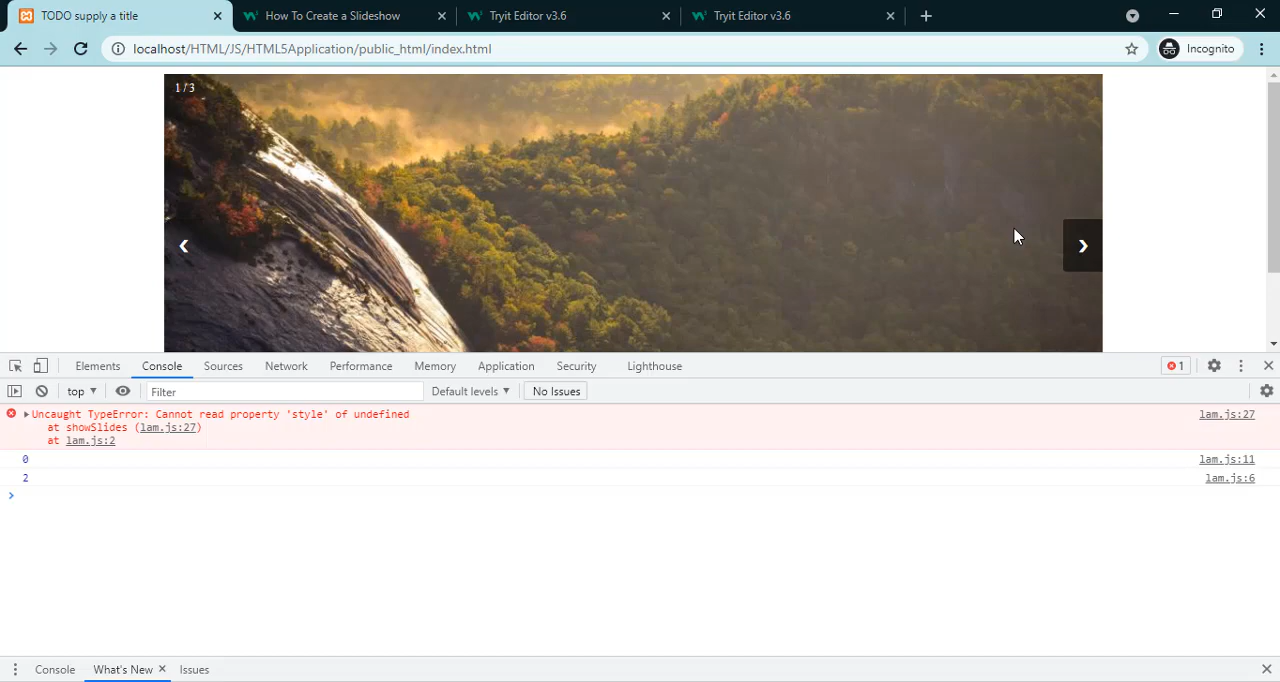 TODO supply a title
How To Create a Slideshow
Tryit Editor v3.6
Tryit Editor v3.6
localhost/HTML/JS/HTML5Application/public_html/index.html
Incognito
1 / 3
❮
❯
Elements Console Sources Network Performance Memory Application Security Lighthouse 1
top Filter Default levels No Issues
Uncaught TypeError: Cannot read property 'style' of undefined lam.js:27
at showSlides (lam.js:27)
at lam.js:2
0 lam.js:11
2 lam.js:6
Console What's New Issues